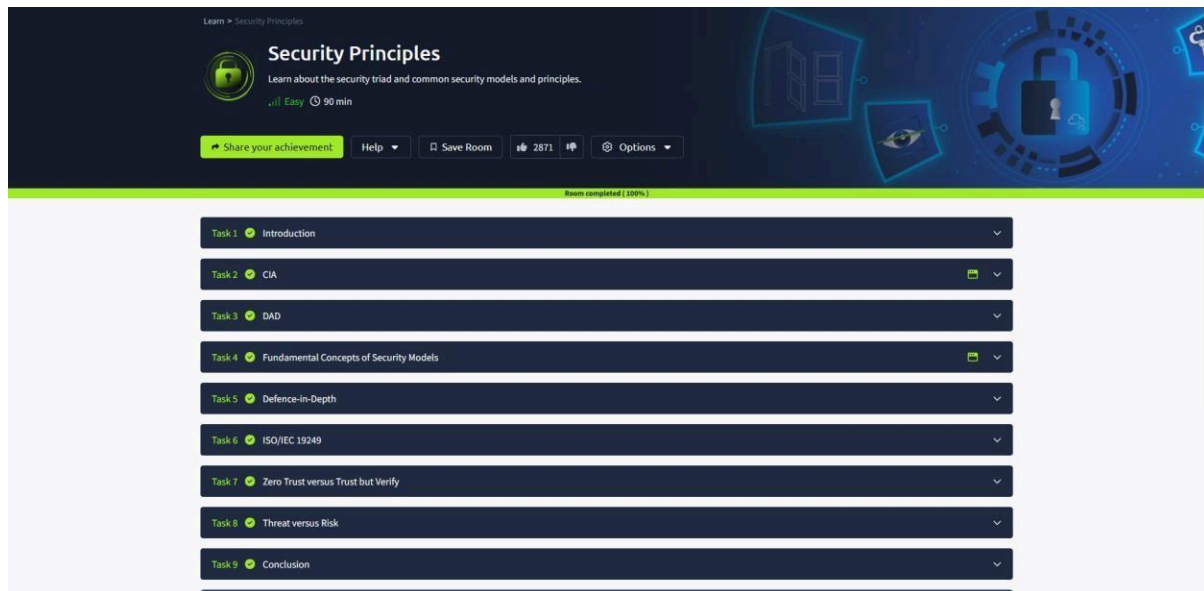 Learn > Security Principles
Security Principles
Learn about the security triad and common security models and principles.
Easy 90 min
Share your achievement Help Save Room 2871 Options
Room completed ( 100% )
Task 1 Introduction
Task 2 CIA
Task 3 DAD
Task 4 Fundamental Concepts of Security Models
Task 5 Defence-in-Depth
Task 6 ISO/IEC 19249
Task 7 Zero Trust versus Trust but Verify
Task 8 Threat versus Risk
Task 9 Conclusion